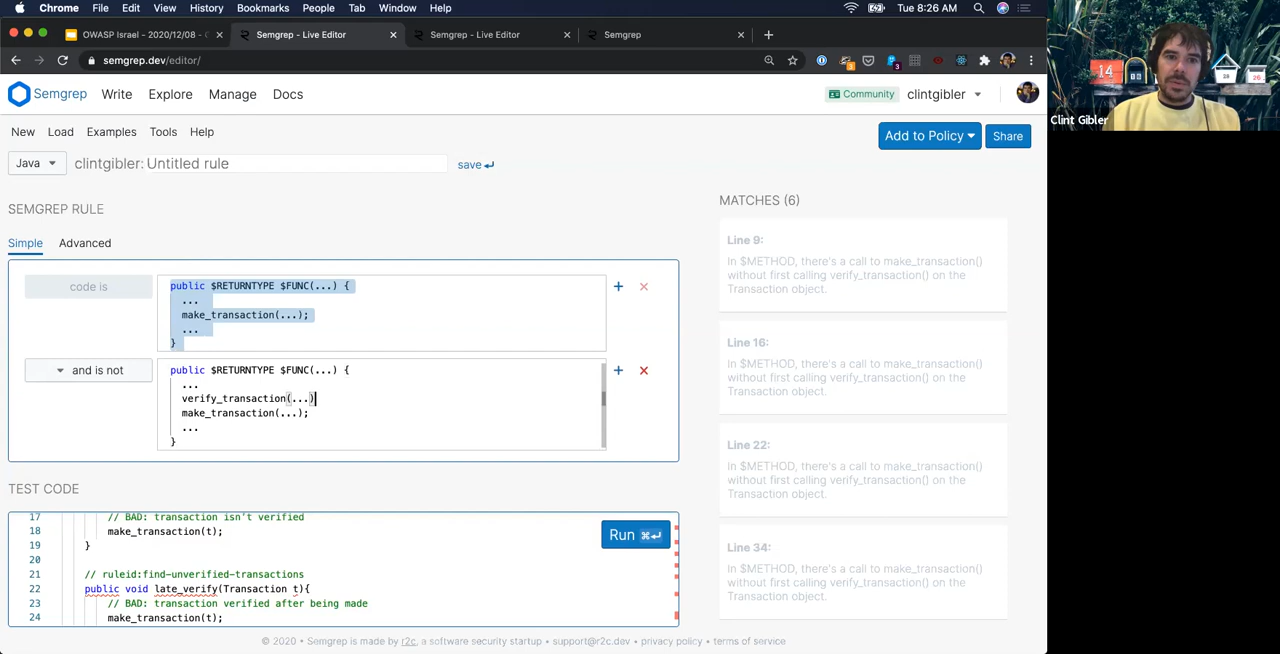 Chrome File Edit View History Bookmarks People Tab Window Help
Tue 8:26 AM
OWASP Israel - 2020/12/08 -
Semgrep - Live Editor
Semgrep - Live Editor
Semgrep
semgrep.dev/editor/
Semgrep Write Explore Manage Docs
Community clintgibler
New Load Examples Tools Help
Add to Policy Share
Java clintgibler: Untitled rule save
SEMGREP RULE
Simple Advanced
code is
public $RETURNTYPE $FUNC(...) {
...
make_transaction(...);
...
}
and is not
public $RETURNTYPE $FUNC(...) {
...
verify_transaction(...)
make_transaction(...);
...
}
TEST CODE
17 // BAD: transaction isn't verified
18 make_transaction(t);
19 }
20
21 // ruleid:find-unverified-transactions
22 public void late_verify(Transaction t){
23 // BAD: transaction verified after being made
24 make_transaction(t);
Run
MATCHES (6)
Line 9:
In $METHOD, there's a call to make_transaction()
without first calling verify_transaction() on the
Transaction object.
Line 16:
In $METHOD, there's a call to make_transaction()
without first calling verify_transaction() on the
Transaction object.
Line 22:
In $METHOD, there's a call to make_transaction()
without first calling verify_transaction() on the
Transaction object.
Line 34:
In $METHOD, there's a call to make_transaction()
without first calling verify_transaction() on the
Transaction object.
© 2020 • Semgrep is made by r2c, a software security startup • support@r2c.dev • privacy policy • terms of service
14
Clint Gibler